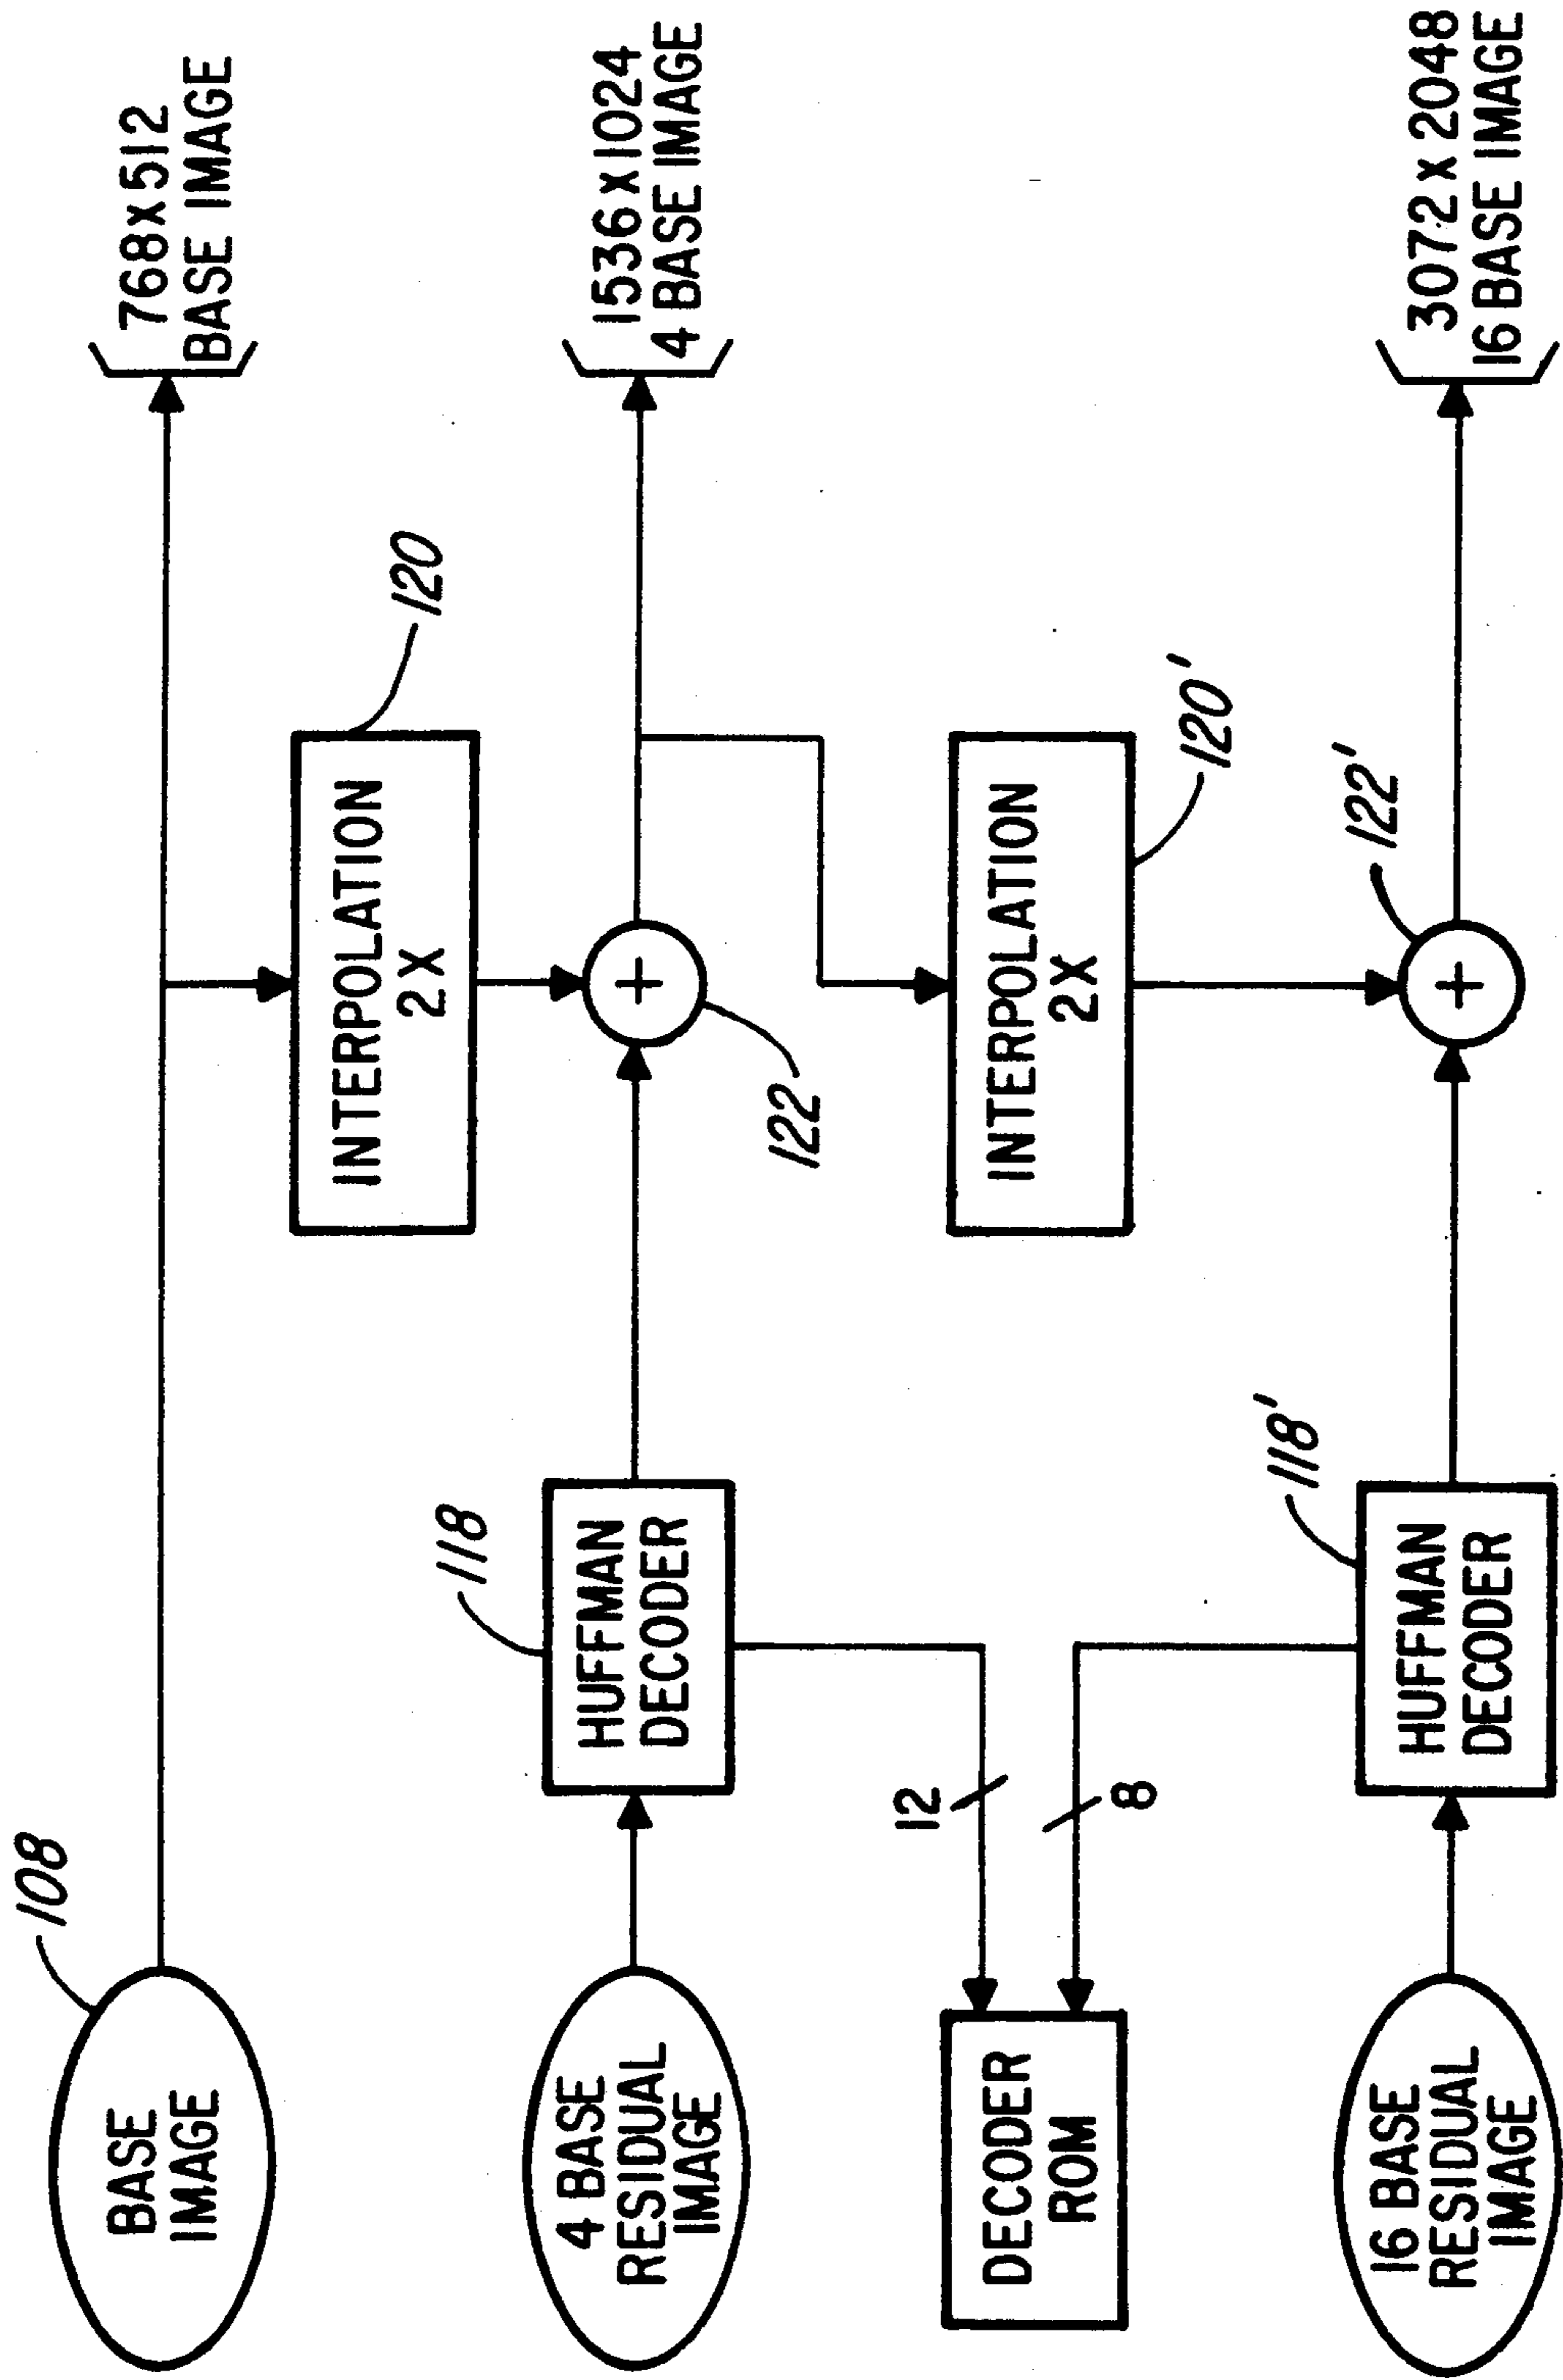 108
BASE
IMAGE
768x512
BASE IMAGE
INTERPOLATION
2X
120
4 BASE
RESIDUAL
IMAGE
118
HUFFMAN
DECODER
+
122
1536x1024
4 BASE IMAGE
12
DECODER
ROM
8
INTERPOLATION
2X
120'
16 BASE
RESIDUAL
IMAGE
118'
HUFFMAN
DECODER
+
122'
3072 x 2048
16 BASE IMAGE